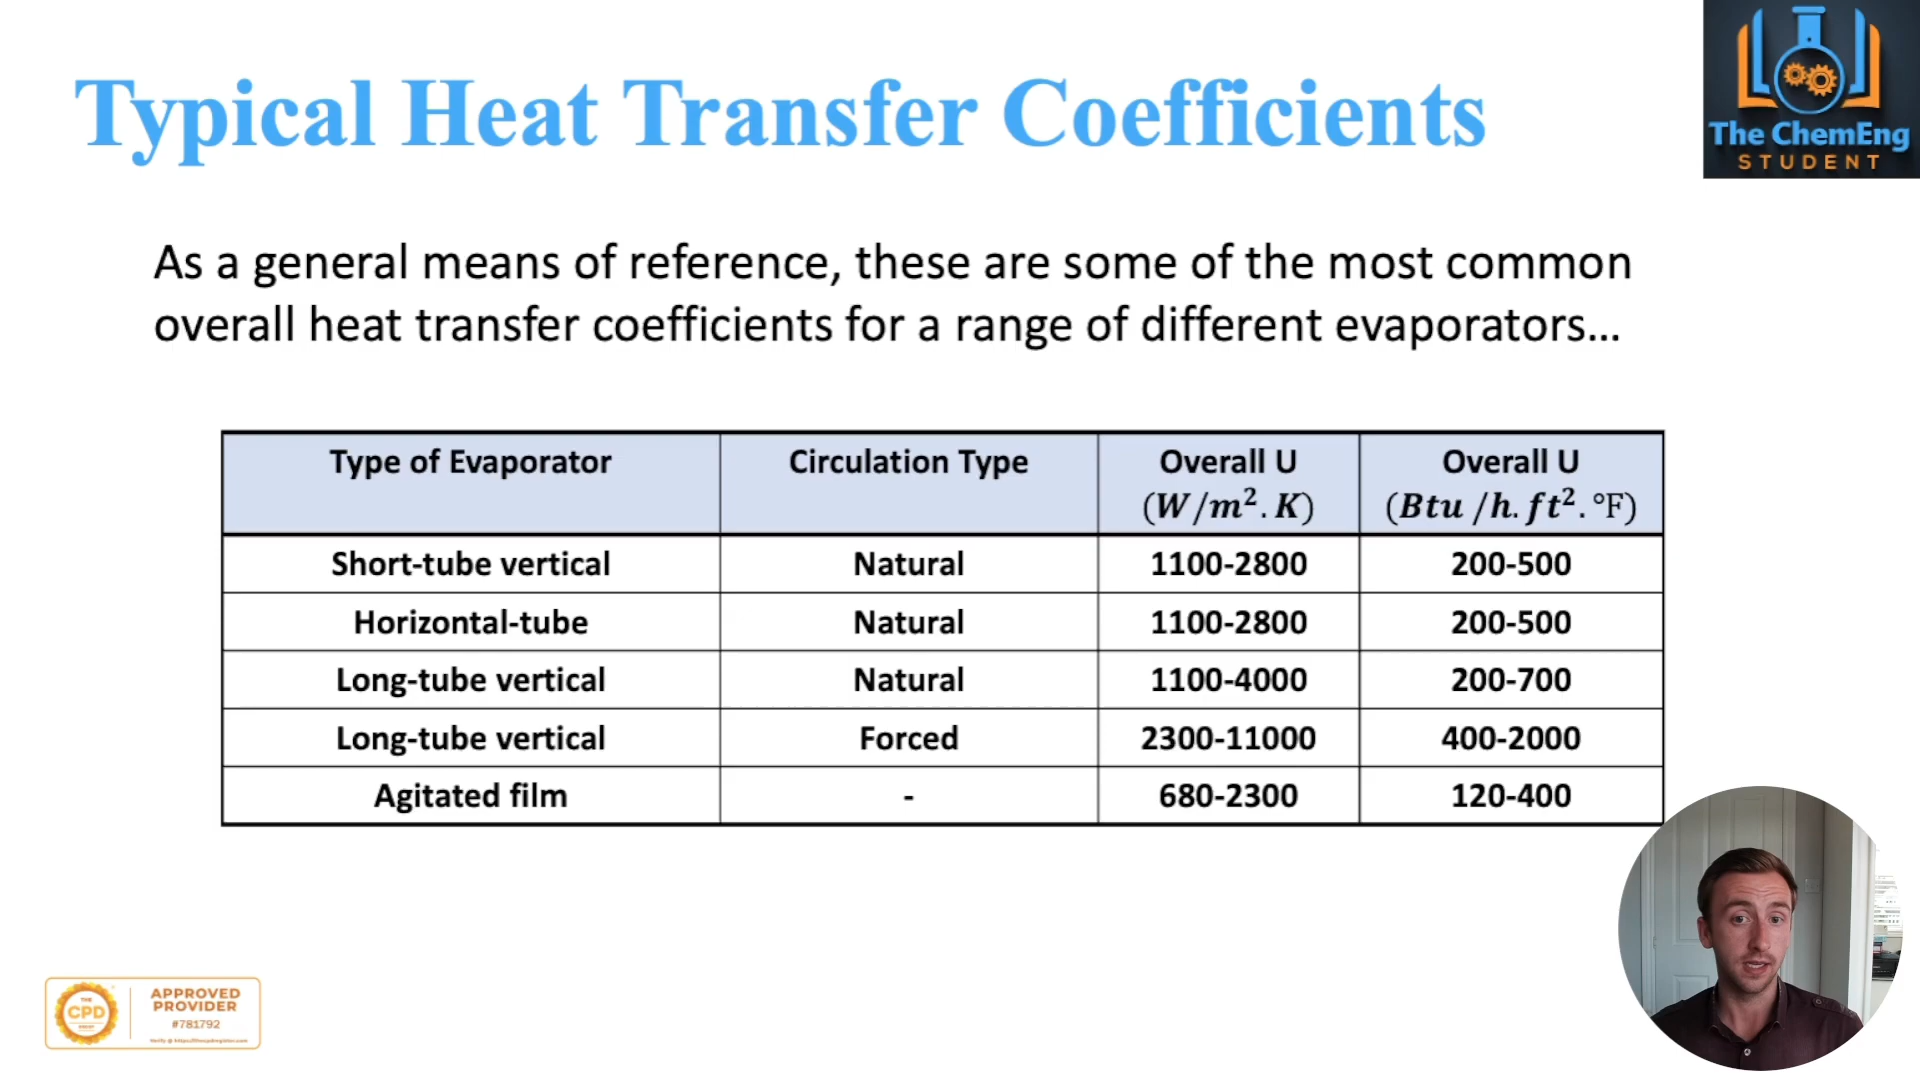 Typical Heat Transfer Coefficients
The ChemEng
STUDENT
As a general means of reference, these are some of the most common
overall heat transfer coefficients for a range of different evaporators...
Type of Evaporator Circulation Type Overall U Overall U
(W/m². K) (Btu /h. ft². °F)
Short-tube vertical Natural 1100-2800 200-500
Horizontal-tube Natural 1100-2800 200-500
Long-tube vertical Natural 1100-4000 200-700
Long-tube vertical Forced 2300-11000 400-2000
Agitated film - 680-2300 120-400
THE
CPD
APPROVED
PROVIDER
#781792